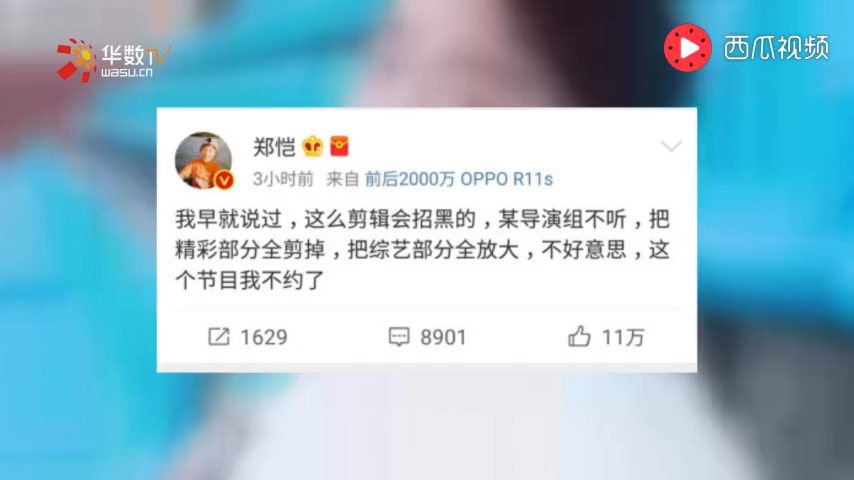 华数TV
wasu.cn
西瓜视频
郑恺
3小时前 来自 前后2000万 OPPO R11s
我早就说过，这么剪辑会招黑的，某导演组不听，把
精彩部分全剪掉，把综艺部分全放大，不好意思，这
个节目我不约了
1629 8901 11万